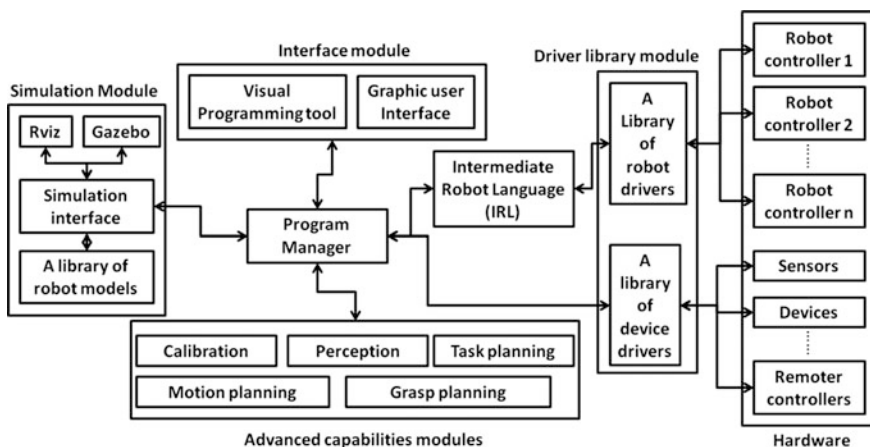 Simulation Module
Rviz
Gazebo
Simulation
interface
A library of
robot models
Interface module
Visual
Programming tool
Graphic user
Interface
Program
Manager
Intermediate
Robot Language
(IRL)
Calibration
Perception
Task planning
Motion planning
Grasp planning
Advanced capabilities modules
Driver library module
A
Library
of
robot
drivers
A
library
of
device
drivers
Robot
controller 1
Robot
controller 2
Robot
controller n
Sensors
Devices
Remoter
controllers
Hardware